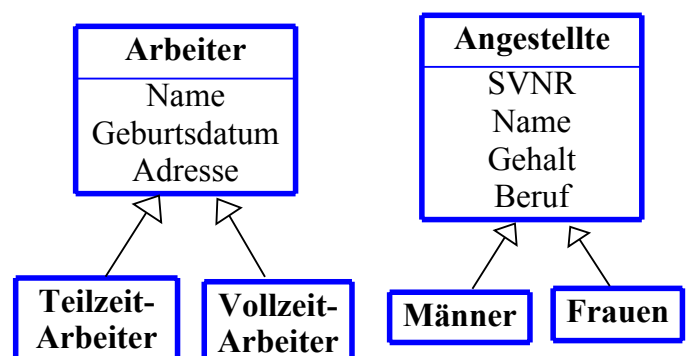 Arbeiter
Name
Geburtsdatum
Adresse
Angestellte
SVNR
Name
Gehalt
Beruf
Teilzeit-
Arbeiter
Vollzeit-
Arbeiter
Männer
Frauen